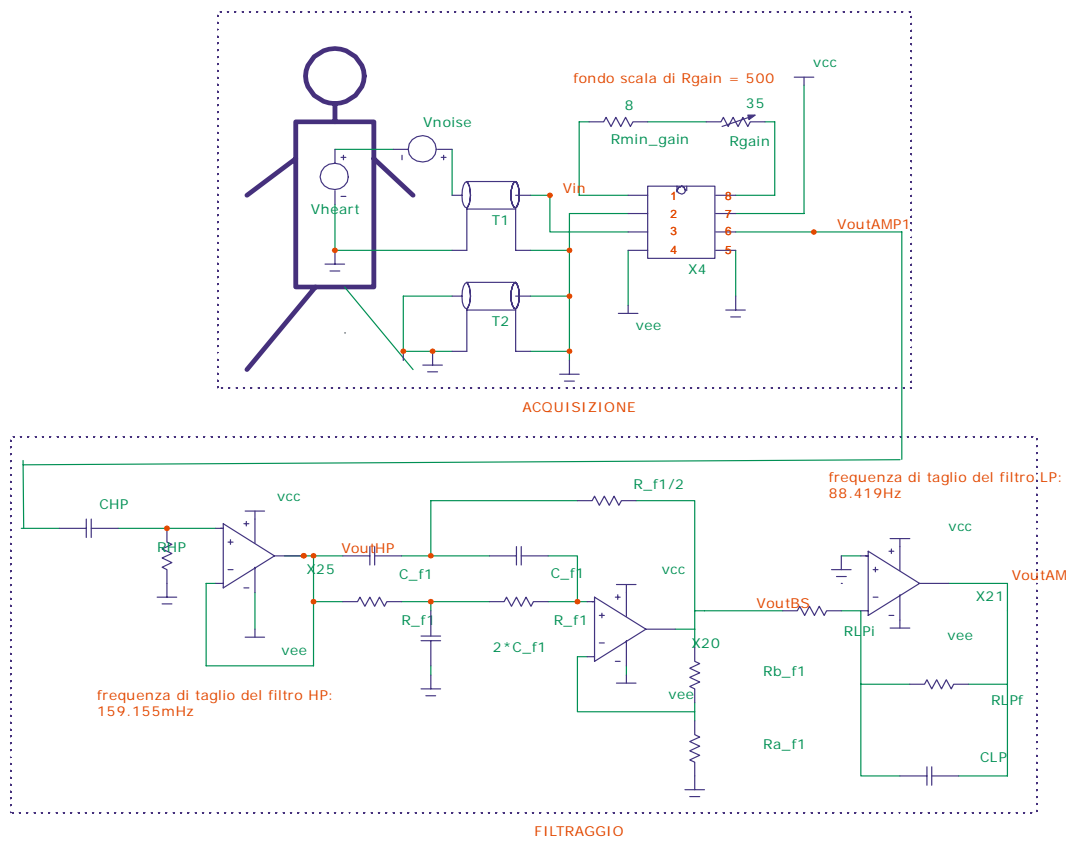 vcc
fondo scala di Rgain = 500
8
35
Vnoise
Rmin_gain
Rgain
+
+
Vin
1
8
Vheart
T1
2
7
3
6
VoutAMP1
4
5
X4
T2
vee
ACQUISIZIONE
frequenza di taglio del filtro LP:
88.419Hz
R_f1/2
CHP
vcc
vcc
RHP
VoutHP
X25
C_f1
C_f1
vcc
VoutAM
X21
VoutBS
R_f1
R_f1
RLPi
vee
2*C_f1
X20
vee
Rb_f1
vee
frequenza di taglio del filtro HP:
159.155mHz
RLPf
Ra_f1
CLP
FILTRAGGIO